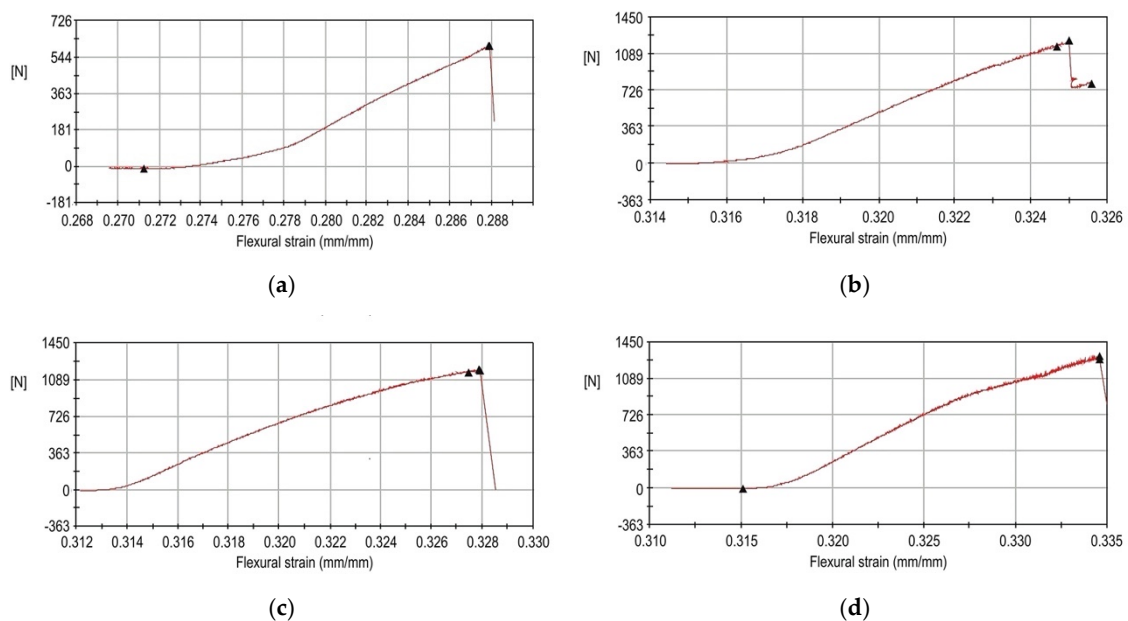 726
544
[N]
363
181
0
-181
0.268 0.270 0.272 0.274 0.276 0.278 0.280 0.282 0.284 0.266 0.268
Flexural strain (mm/mm)
(a)
1450
1089
[N]
726
363
0
-363
0.314 0.316 0.318 0.320 0.322 0.324 0.326
Flexural strain (mm/mm)
(b)
1450
1089
[N]
726
363
0
-363
0.312 0.314 0.316 0.318 0.320 0.322 0.324 0.326 0.328 0.330
Flexural strain (mm/mm)
(c)
1450
1089
[N]
726
363
0
-363
0.310 0.315 0.320 0.325 0.330 0.335
Flexural strain (mm/mm)
(d)